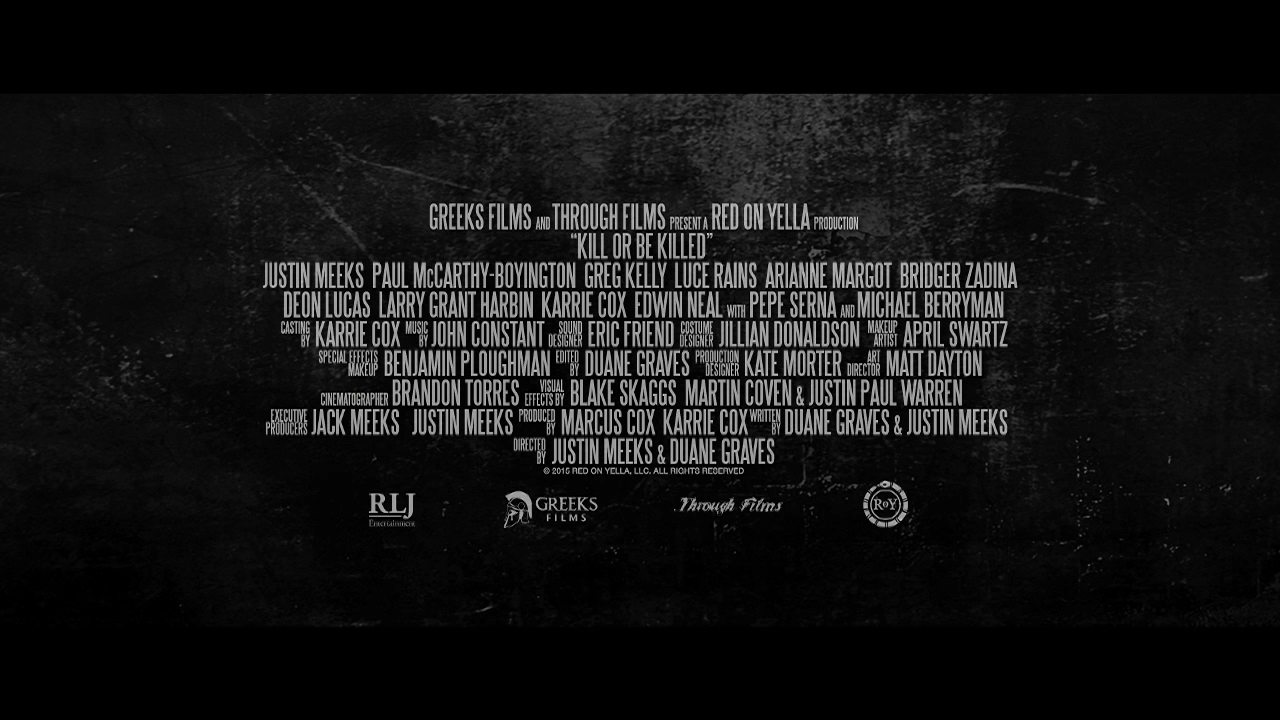 GREEKS FILMS AND THROUGH FILMS PRESENT A RED ON YELLA PRODUCTION
“KILL OR BE KILLED”
JUSTIN MEEKS PAUL McCARTHY-BOYINGTON GREG KELLY LUCE RAINS ARIANNE MARGOT BRIDGER ZADINA
DEON LUCAS LARRY GRANT HARBIN KARRIE COX EDWIN NEAL WITH PEPE SERNA AND MICHAEL BERRYMAN
CASTING BY KARRIE COX MUSIC BY JOHN CONSTANT SOUND DESIGNER ERIC FRIEND COSTUME DESIGNER JILLIAN DONALDSON MAKEUP ARTIST APRIL SWARTZ
SPECIAL EFFECTS MAKEUP BENJAMIN PLOUGHMAN EDITED BY DUANE GRAVES PRODUCTION DESIGNER KATE MORTER ART DIRECTOR MATT DAYTON
CINEMATOGRAPHER BRANDON TORRES VISUAL EFFECTS BY BLAKE SKAGGS MARTIN COVEN & JUSTIN PAUL WARREN
EXECUTIVE PRODUCERS JACK MEEKS JUSTIN MEEKS PRODUCED BY MARCUS COX KARRIE COX WRITTEN BY DUANE GRAVES & JUSTIN MEEKS
DIRECTED BY JUSTIN MEEKS & DUANE GRAVES
© 2015 RED ON YELLA, LLC. ALL RIGHTS RESERVED
RLJ Entertainment GREEKS FILMS Through Films RoY